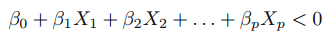 β₀ + β₁X₁ + β₂X₂ + . . . + βₚXₚ < 0